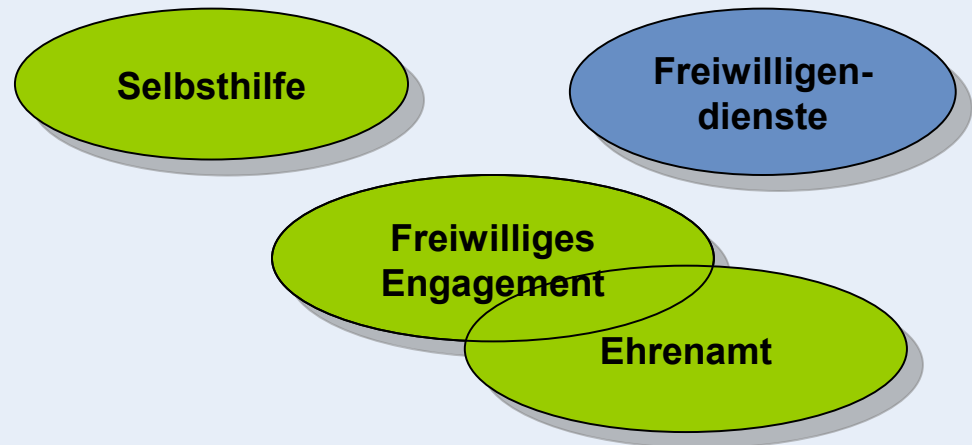 Selbsthilfe
Freiwilligen-
dienste
Freiwilliges
Engagement
Ehrenamt